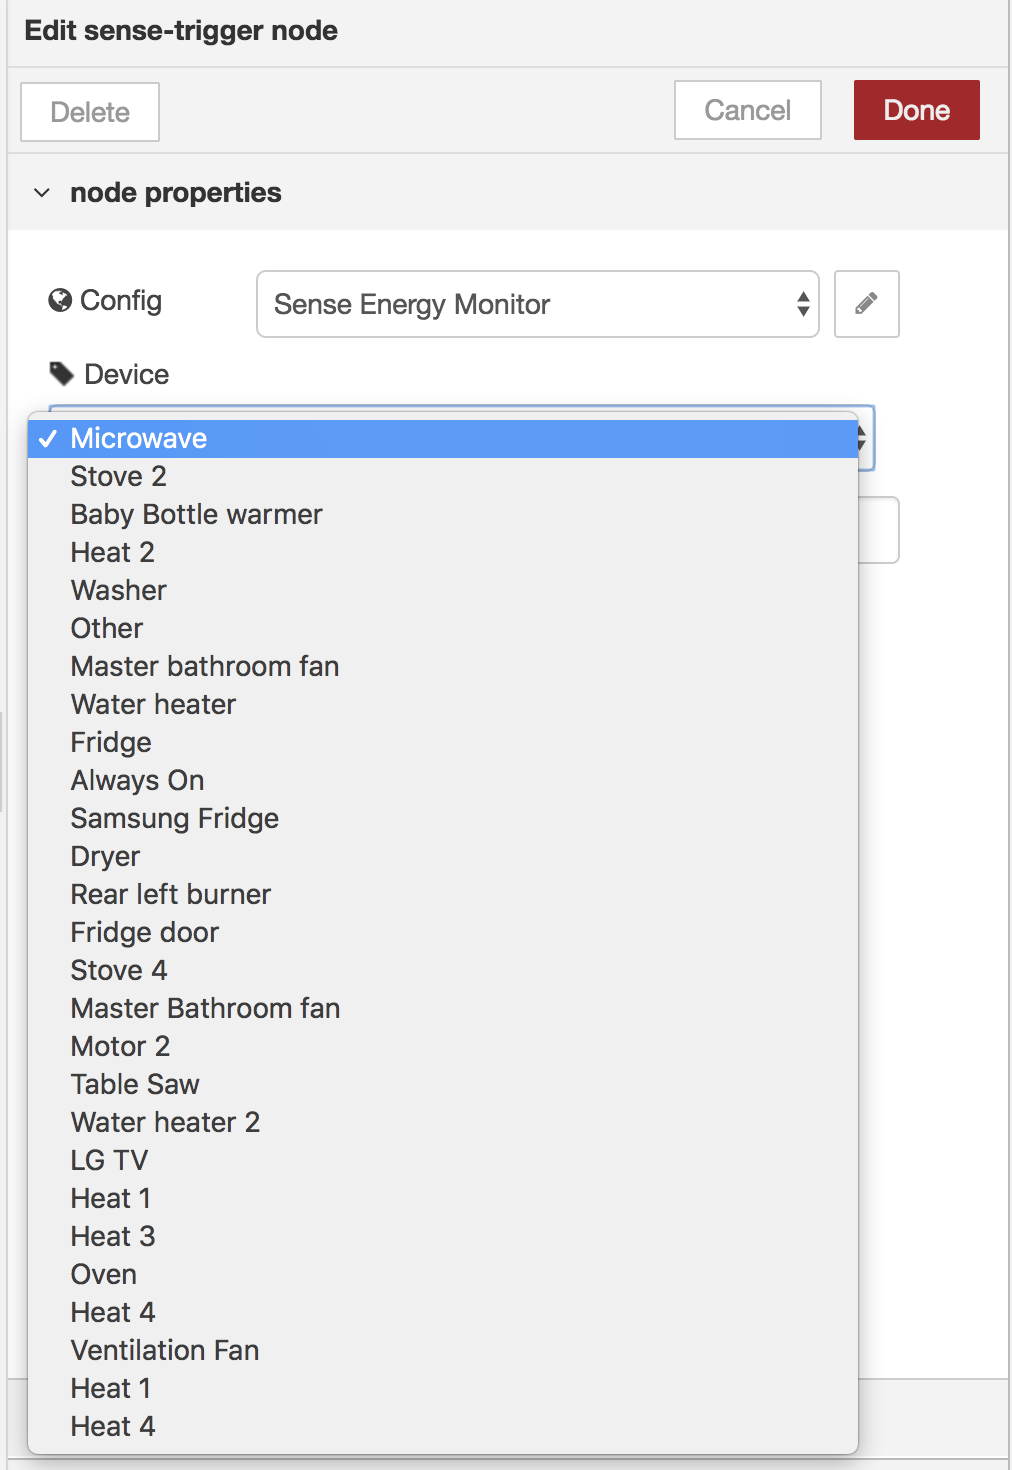 Edit sense-trigger node
Delete
Cancel
Done
node properties
Config
Sense Energy Monitor
Device
Microwave
Stove 2
Baby Bottle warmer
Heat 2
Washer
Other
Master bathroom fan
Water heater
Fridge
Always On
Samsung Fridge
Dryer
Rear left burner
Fridge door
Stove 4
Master Bathroom fan
Motor 2
Table Saw
Water heater 2
LG TV
Heat 1
Heat 3
Oven
Heat 4
Ventilation Fan
Heat 1
Heat 4